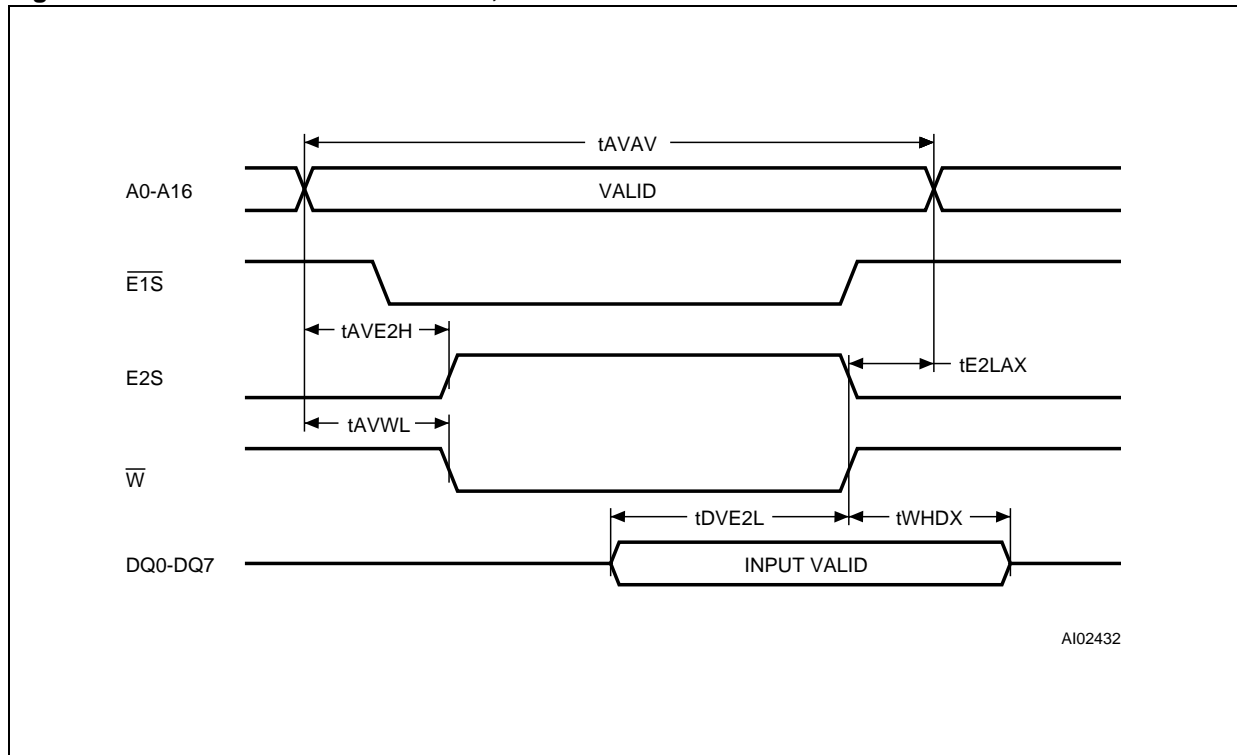 tAVAV
A0-A16
VALID
E1S
tAVE2H
E2S
tE2LAX
tAVWL
W
tDVE2L
tWHDX
DQ0-DQ7
INPUT VALID
AI02432